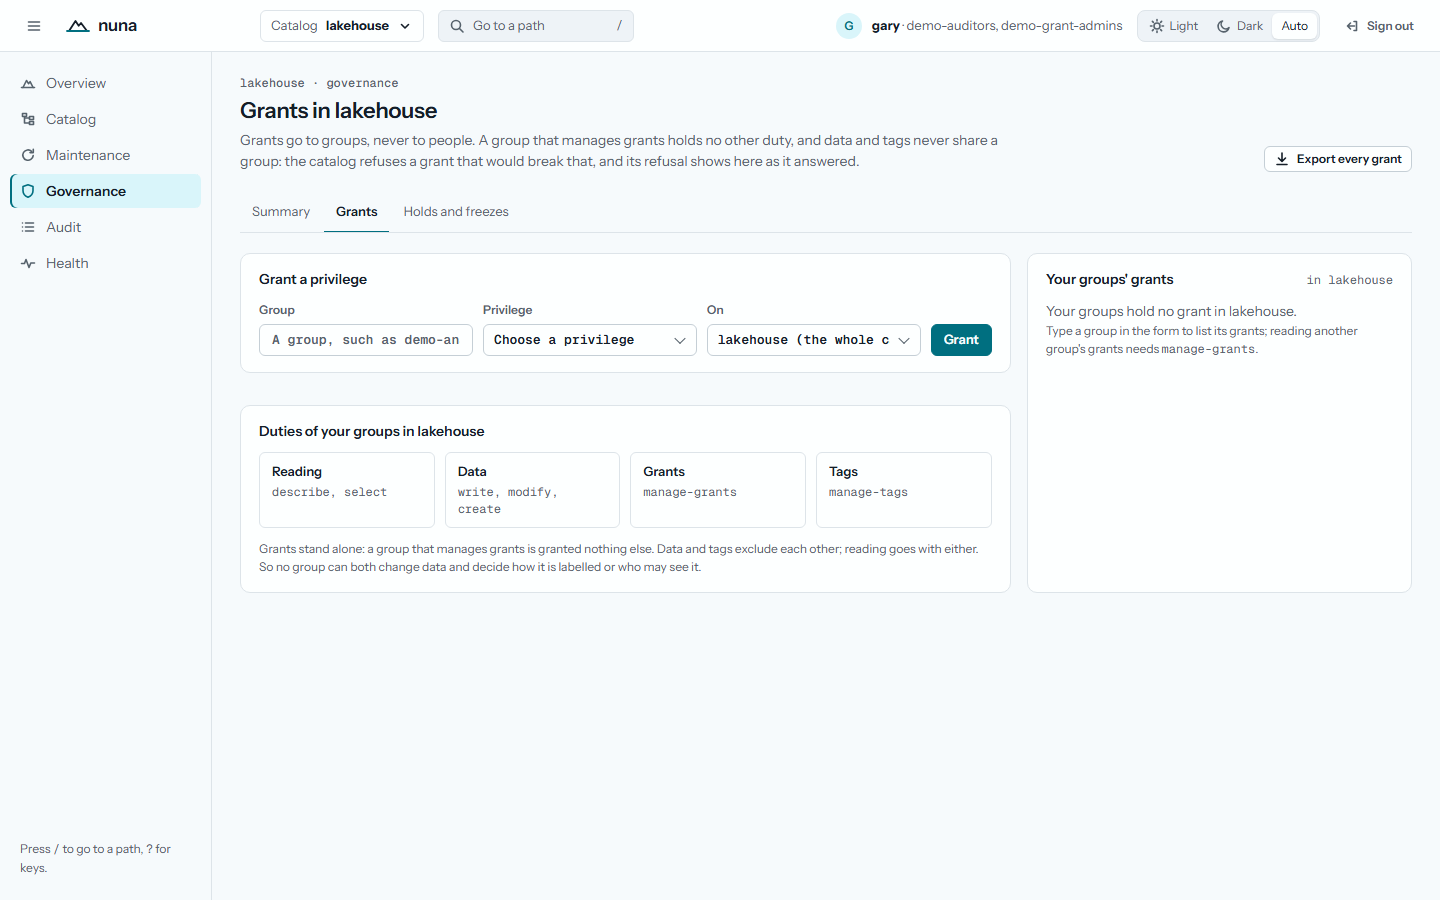 nuna
Catalog lakehouse
Go to a path /
G
gary · demo-auditors, demo-grant-admins
Light
Dark
Auto
Sign out
Overview
Catalog
Maintenance
Governance
Audit
Health
Press / to go to a path, ? for
keys.
lakehouse · governance
Grants in lakehouse
Grants go to groups, never to people. A group that manages grants holds no other duty, and data and tags never share a
group: the catalog refuses a grant that would break that, and its refusal shows here as it answered.
Export every grant
Summary
Grants
Holds and freezes
Grant a privilege
Group
Privilege
On
A group, such as demo-an
Choose a privilege
lakehouse (the whole c
Grant
Duties of your groups in lakehouse
Reading
describe, select
Data
write, modify,
create
Grants
manage-grants
Tags
manage-tags
Grants stand alone: a group that manages grants is granted nothing else. Data and tags exclude each other; reading goes with either.
So no group can both change data and decide how it is labelled or who may see it.
Your groups' grants
in lakehouse
Your groups hold no grant in lakehouse.
Type a group in the form to list its grants; reading another
group's grants needs manage-grants.